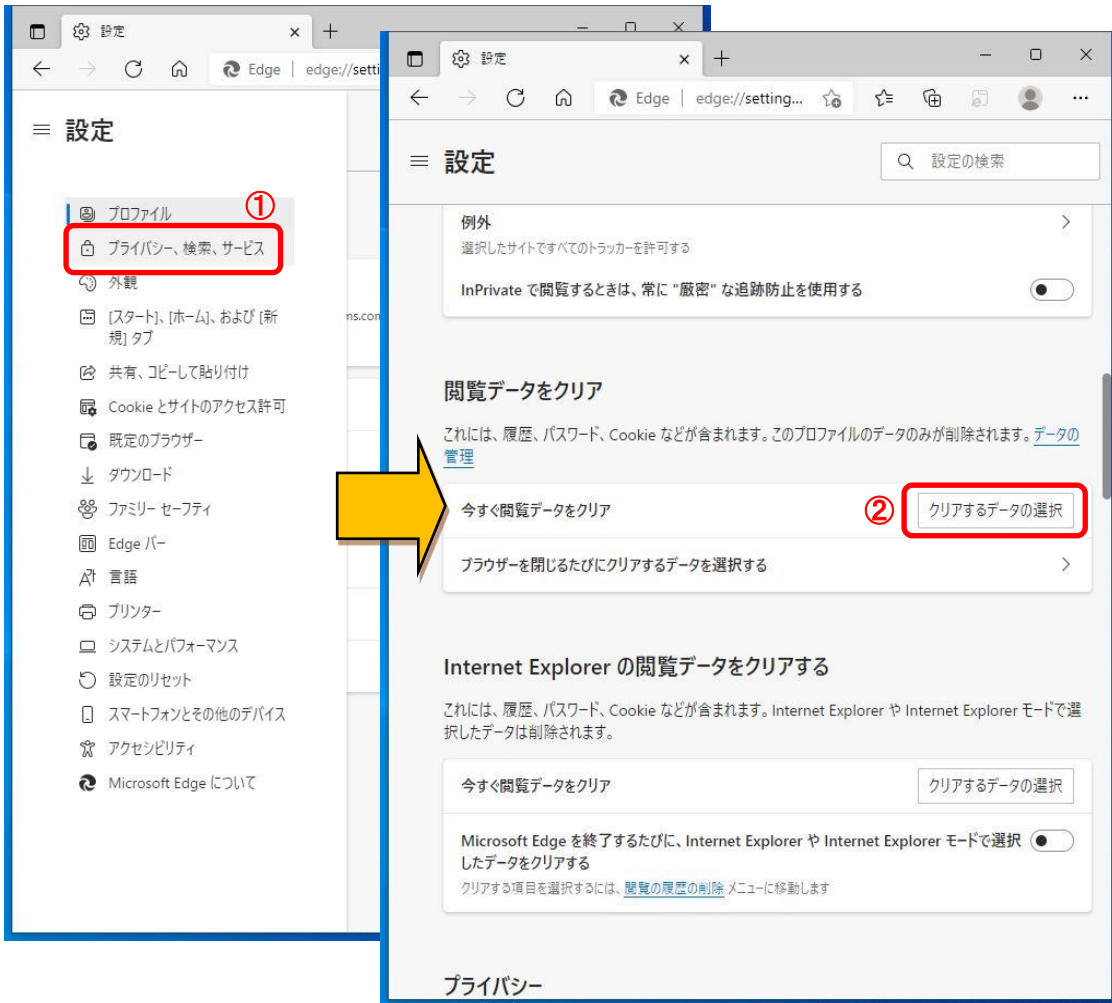 設定
Edge | edge://setti
設定
①
プロファイル
プライバシー、検索、サービス
外観
[スタート]、[ホーム]、および [新
規] タブ
共有、コピーして貼り付け
Cookie とサイトのアクセス許可
既定のブラウザー
ダウンロード
ファミリー セーフティ
Edge バー
言語
プリンター
システムとパフォーマンス
設定のリセット
スマートフォンとその他のデバイス
アクセシビリティ
Microsoft Edge について
ms.com
設定
Edge | edge://setting...
設定
設定の検索
例外
選択したサイトですべてのトラッカーを許可する
InPrivate で閲覧するときは、常に "厳密" な追跡防止を使用する
閲覧データをクリア
これには、履歴、パスワード、Cookie などが含まれます。このプロファイルのデータのみが削除されます。データの
管理
今すぐ閲覧データをクリア
②
クリアするデータの選択
ブラウザーを閉じるたびにクリアするデータを選択する
Internet Explorer の閲覧データをクリアする
これには、履歴、パスワード、Cookie などが含まれます。Internet Explorer や Internet Explorer モードで選
択したデータは削除されます。
今すぐ閲覧データをクリア
クリアするデータの選択
Microsoft Edge を終了するたびに、Internet Explorer や Internet Explorer モードで選択
したデータをクリアする
クリアする項目を選択するには、閲覧の履歴の削除 メニューに移動します
プライバシー